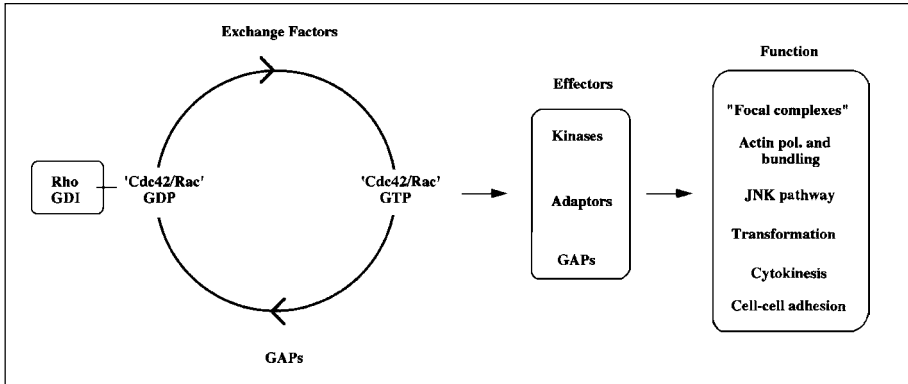 Exchange Factors
Rho
GDI
'Cdc42/Rac'
GDP
'Cdc42/Rac'
GTP
GAPs
Effectors
Kinases
Adaptors
GAPs
Function
"Focal complexes"
Actin pol. and
bundling
JNK pathway
Transformation
Cytokinesis
Cell-cell adhesion